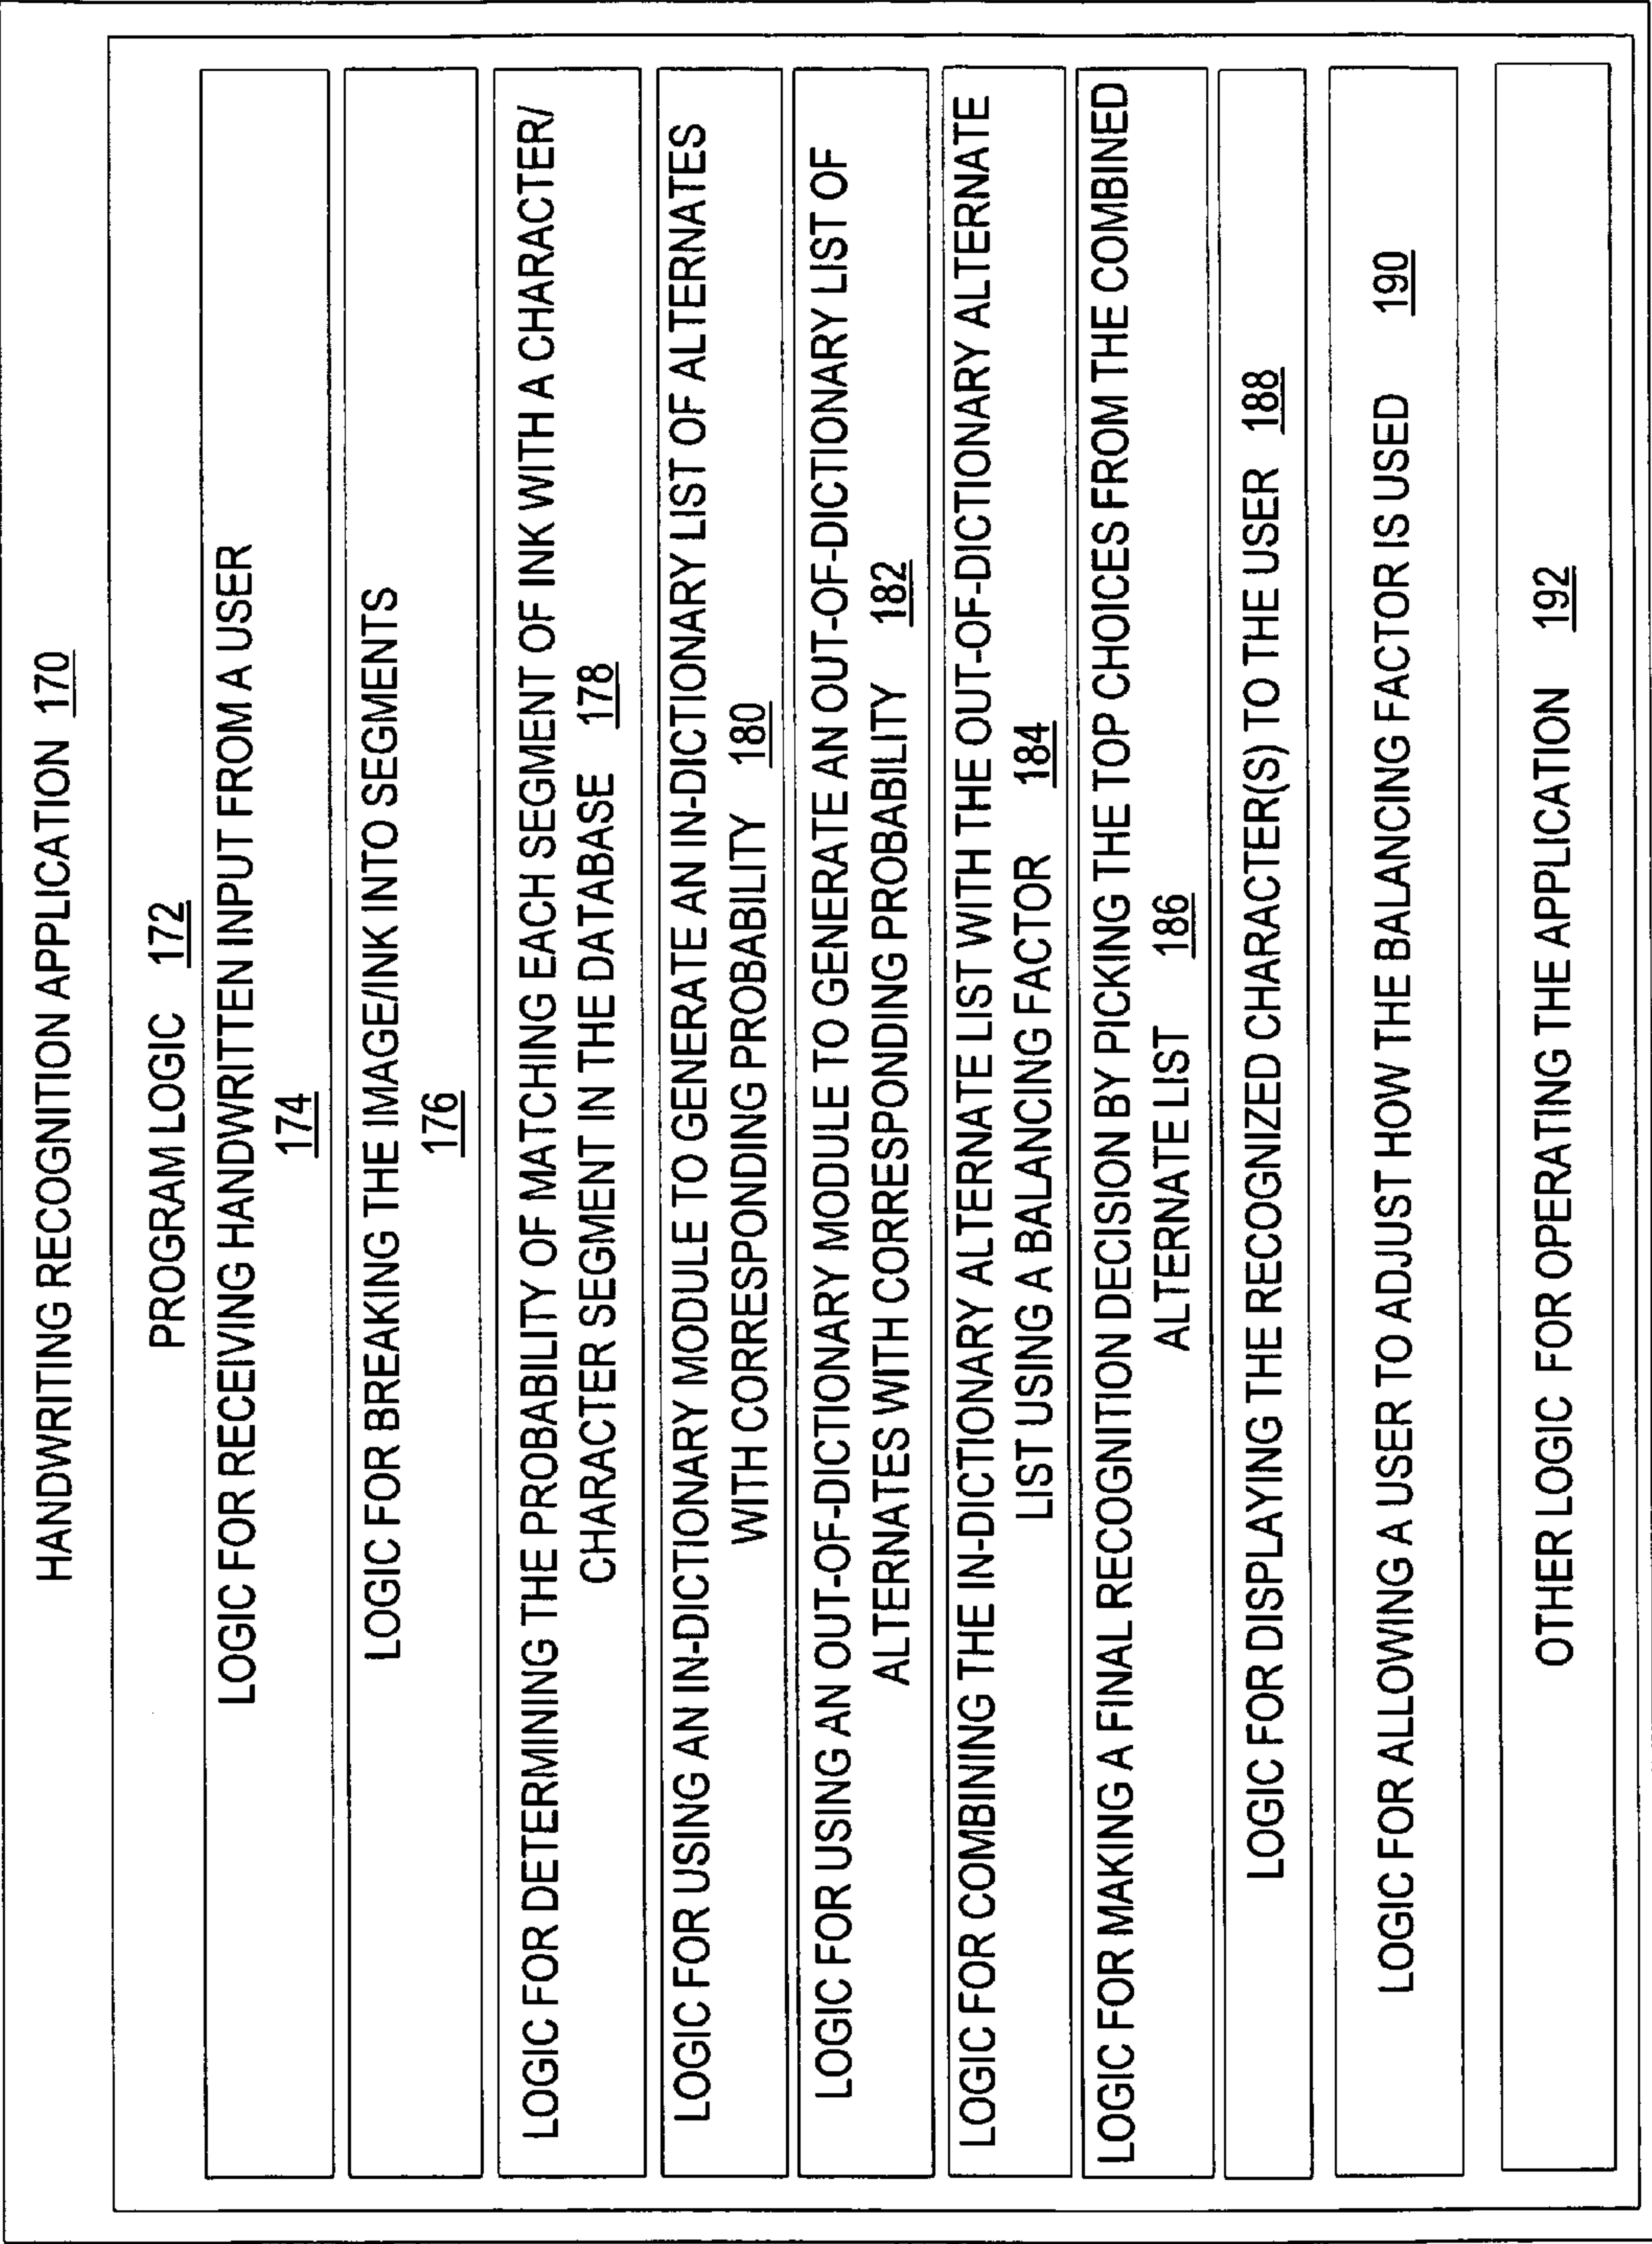 HANDWRITING RECOGNITION APPLICATION 170
PROGRAM LOGIC 172
LOGIC FOR RECEIVING HANDWRITTEN INPUT FROM A USER
174
LOGIC FOR BREAKING THE IMAGE/INK INTO SEGMENTS
176
LOGIC FOR DETERMINING THE PROBABILITY OF MATCHING EACH SEGMENT OF INK WITH A CHARACTER/
CHARACTER SEGMENT IN THE DATABASE 178
LOGIC FOR USING AN IN-DICTIONARY MODULE TO GENERATE AN IN-DICTIONARY LIST OF ALTERNATES
WITH CORRESPONDING PROBABILITY 180
LOGIC FOR USING AN OUT-OF-DICTIONARY MODULE TO GENERATE AN OUT-OF-DICTIONARY LIST OF
ALTERNATES WITH CORRESPONDING PROBABILITY 182
LOGIC FOR COMBINING THE IN-DICTIONARY ALTERNATE LIST WITH THE OUT-OF-DICTIONARY ALTERNATE
LIST USING A BALANCING FACTOR 184
LOGIC FOR MAKING A FINAL RECOGNITION DECISION BY PICKING THE TOP CHOICES FROM THE COMBINED
ALTERNATE LIST 186
LOGIC FOR DISPLAYING THE RECOGNIZED CHARACTER(S) TO THE USER 188
LOGIC FOR ALLOWING A USER TO ADJUST HOW THE BALANCING FACTOR IS USED 190
OTHER LOGIC FOR OPERATING THE APPLICATION 192